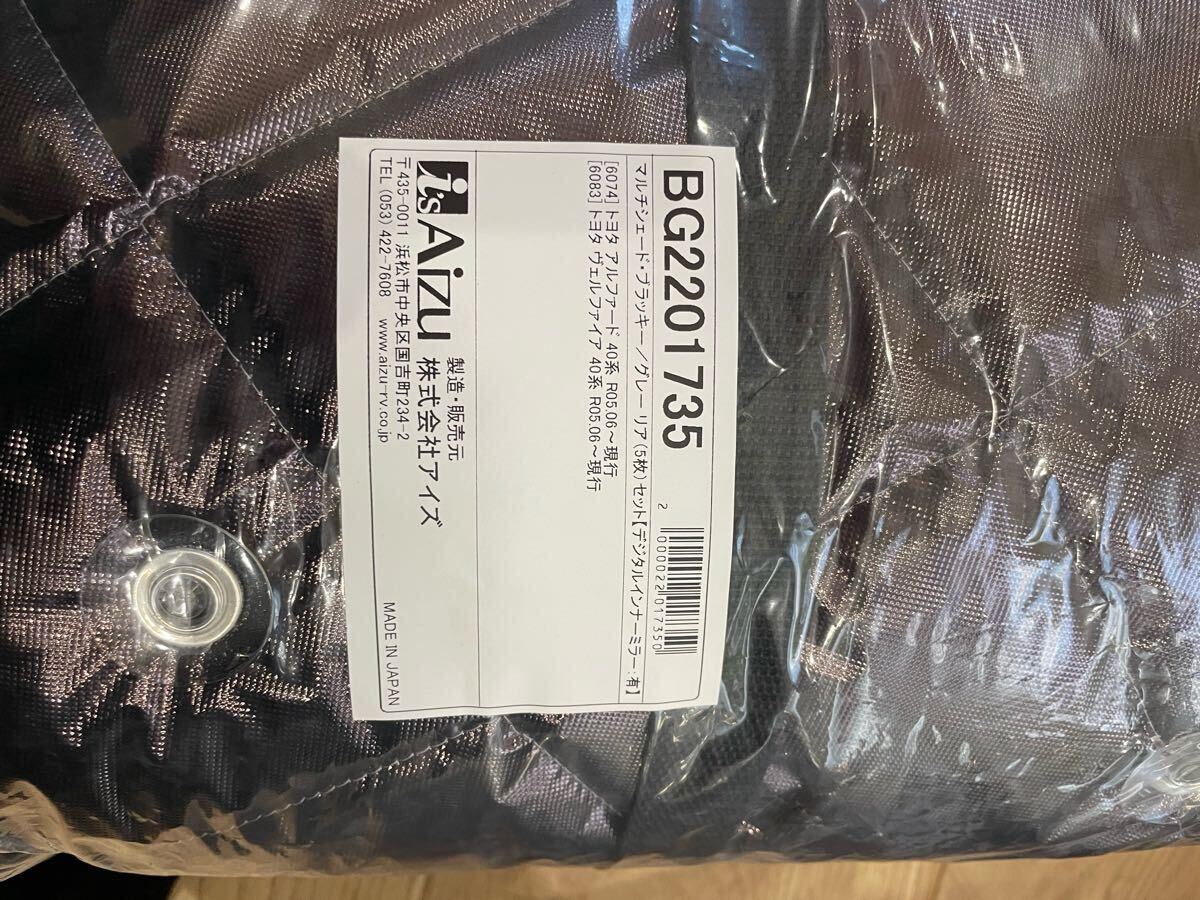 BG2201735
2 000022 017350
マルチシェード・ブラッキー/グレー リア(5枚)セット【デジタルインナーミラー:有】
[6074] トヨタ アルファード 40系 R05.06～現行
[6083] トヨタ ヴェルファイア 40系 R05.06～現行
製造・販売元
i's Aizu 株式会社アイズ
〒435-0011 浜松市中央区国吉町234-2
TEL (053) 422-7608 www.aizu-rv.co.jp
MADE IN JAPAN